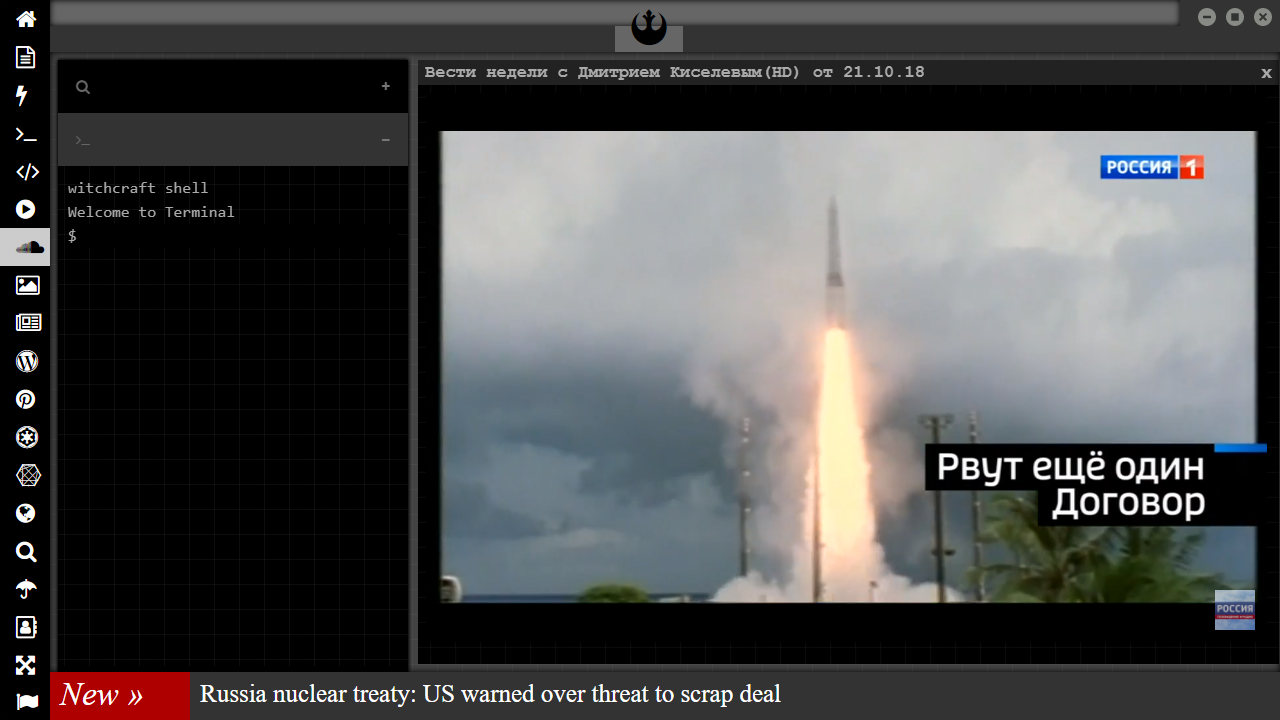 Вести недели с Дмитрием Киселевым(HD) от 21.10.18
x
+
>_
−
witchcraft shell
Welcome to Terminal
$
РОССИЯ 1
Рвут ещё один
Договор
РОССИЯ
New »
Russia nuclear treaty: US warned over threat to scrap deal